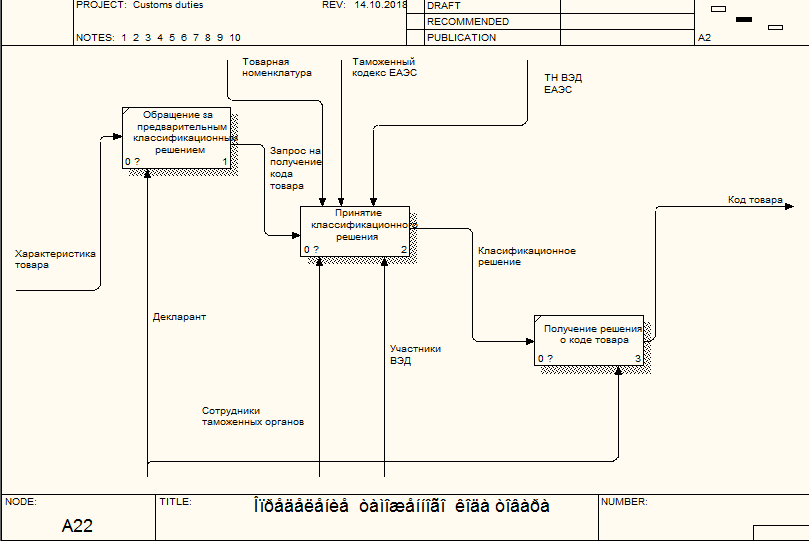 PROJECT: Customs duties
REV: 14.10.2018
DRAFT
RECOMMENDED
NOTES: 1 2 3 4 5 6 7 8 9 10
PUBLICATION
A2
Товарная
номенклатура
Таможенный
кодекс ЕАЭС
ТН ВЭД
ЕАЭС
Обращение за
предварительным
классификационным
решением
0 ?
1
Запрос на
получение
кода
товара
Принятие
классификационного
решения
0 ?
2
Код товара
Характеристика
товара
Класификационное
решение
Декларант
Получение решения
о коде товара
0 ?
3
Участники
ВЭД
Сотрудники
таможенных органов
NODE:
A22
TITLE:
Îïðåäåëåíèå òàìîæåííîãî êîäà òîâàðà
NUMBER: